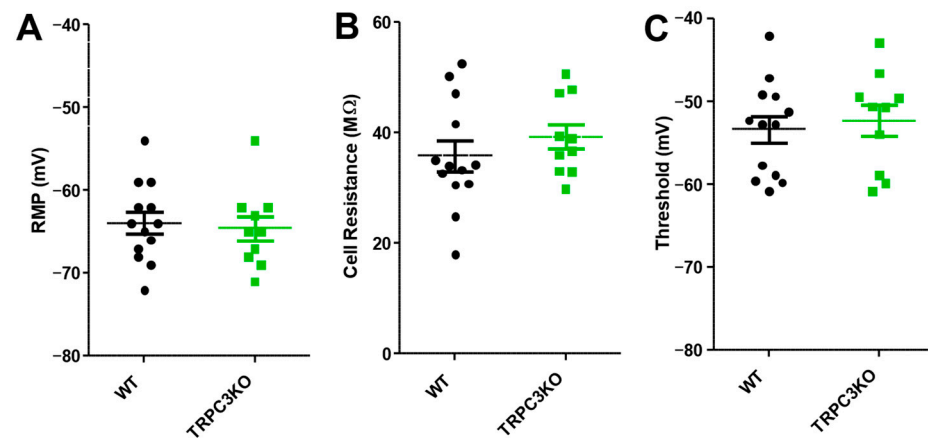 A
RMP (mV)
−40
−50
−60
−70
−80
WT
TRPC3KO
B
Cell Resistance (MΩ)
60
40
20
0
WT
TRPC3KO
C
Threshold (mV)
−40
−50
−60
−70
−80
WT
TRPC3KO